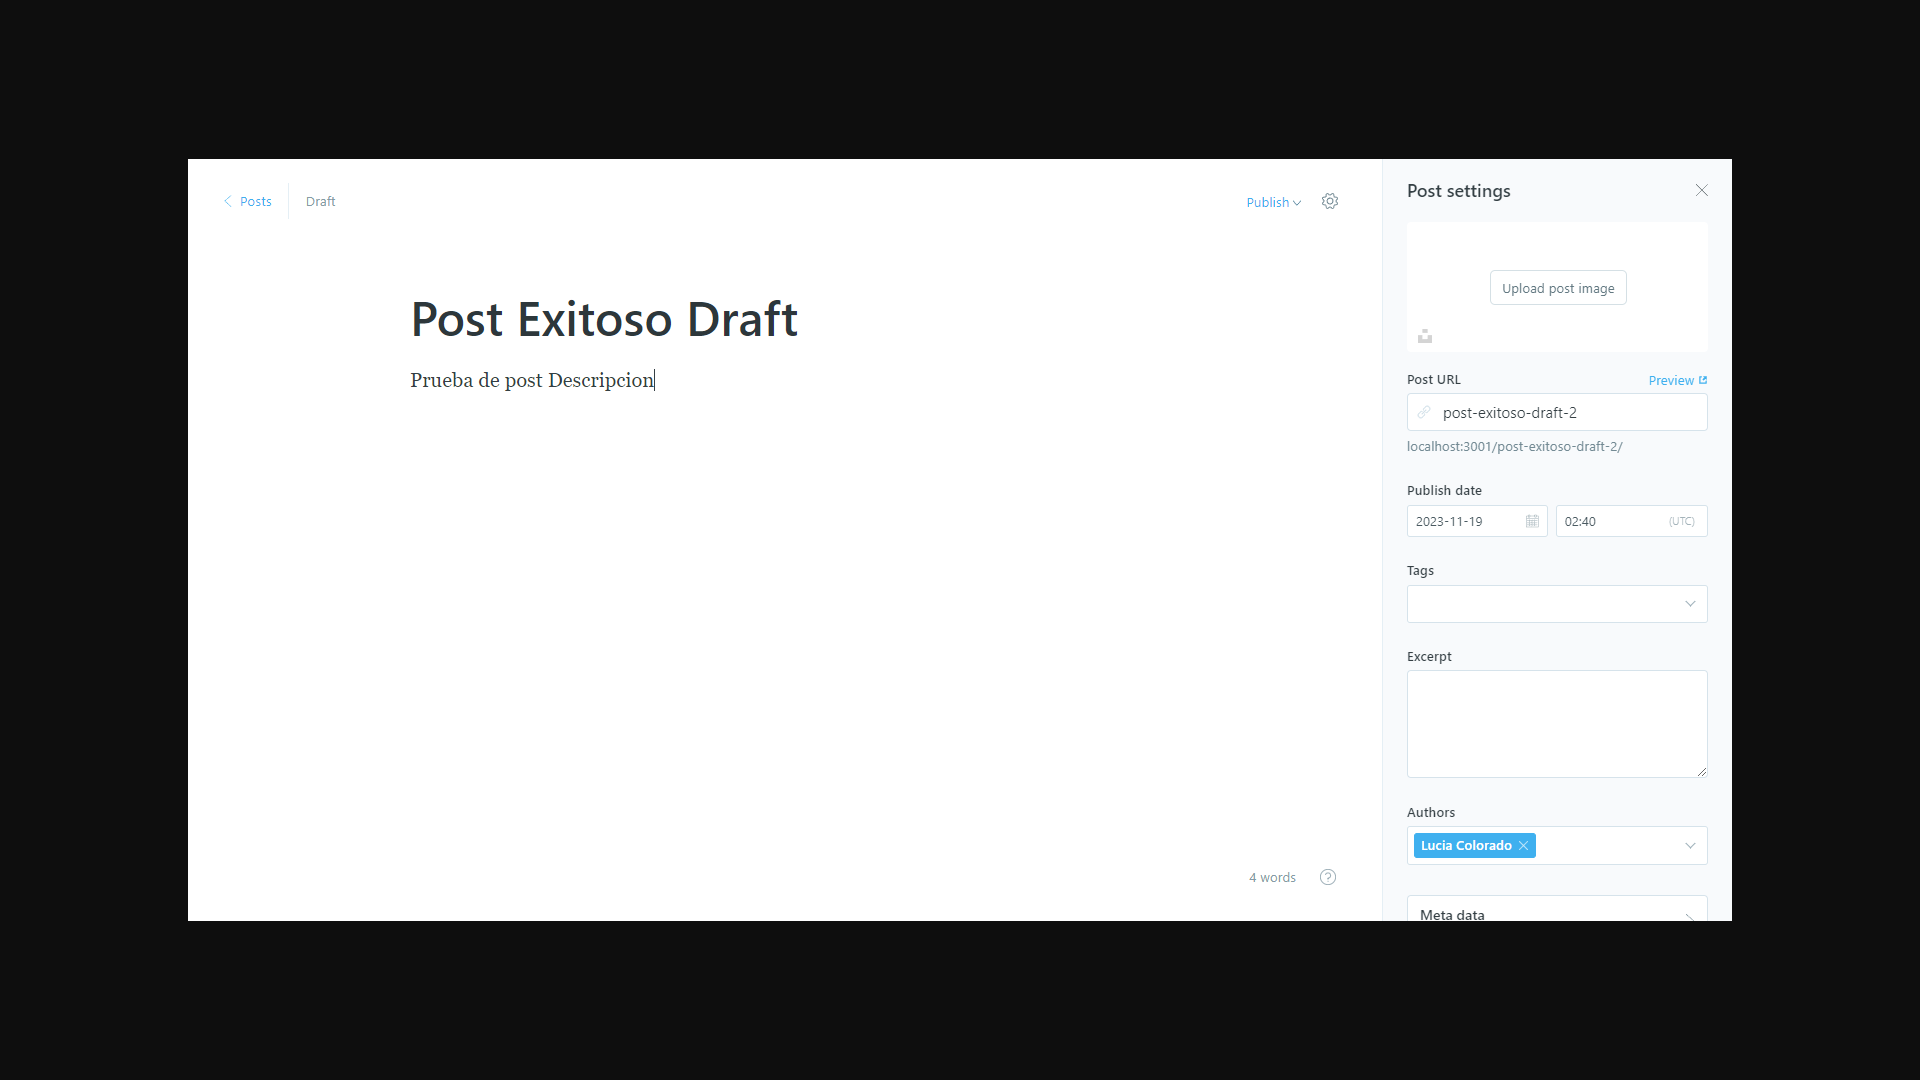 Posts
Draft
Publish
Post Exitoso Draft
Prueba de post Descripcion
4 words
Post settings
Upload post image
Post URL
Preview
post-exitoso-draft-2
localhost:3001/post-exitoso-draft-2/
Publish date
2023-11-19
02:40
(UTC)
Tags
Excerpt
Authors
Lucia Colorado
Meta data